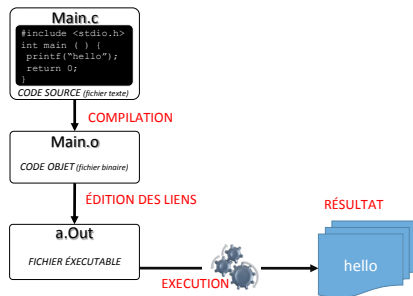 Main.c
#include <stdio.h>
int main ( ) {
printf("hello");
return 0;
}
CODE SOURCE (fichier texte)
COMPILATION
Main.o
CODE OBJET (fichier binaire)
ÉDITION DES LIENS
a.Out
FICHIER ÉXECUTABLE
EXECUTION
RÉSULTAT
hello